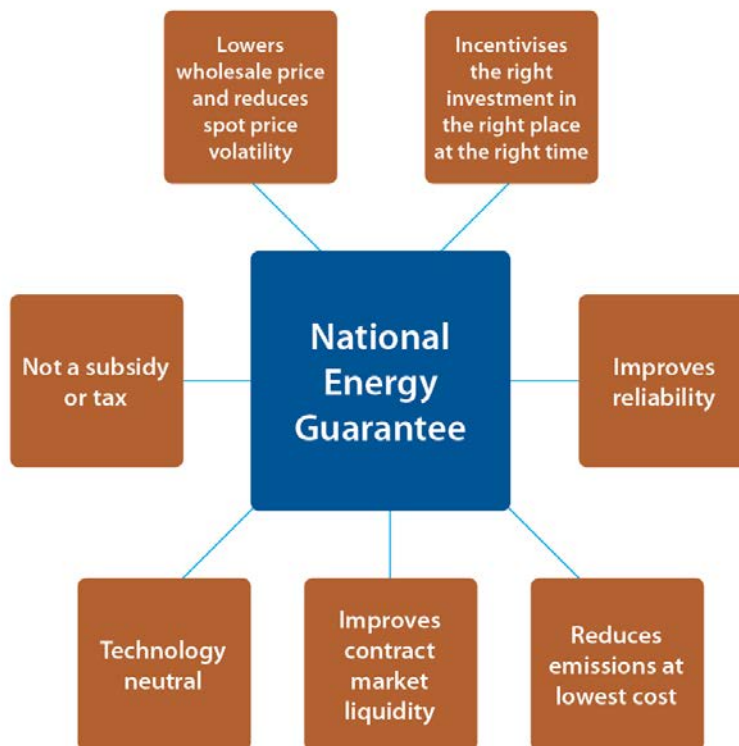 Lowers
wholesale price
and reduces
spot price
volatility
Incentivises
the right
investment in
the right place
at the right time
Not a subsidy
or tax
National
Energy
Guarantee
Improves
reliability
Technology
neutral
Improves
contract
market
liquidity
Reduces
emissions at
lowest cost